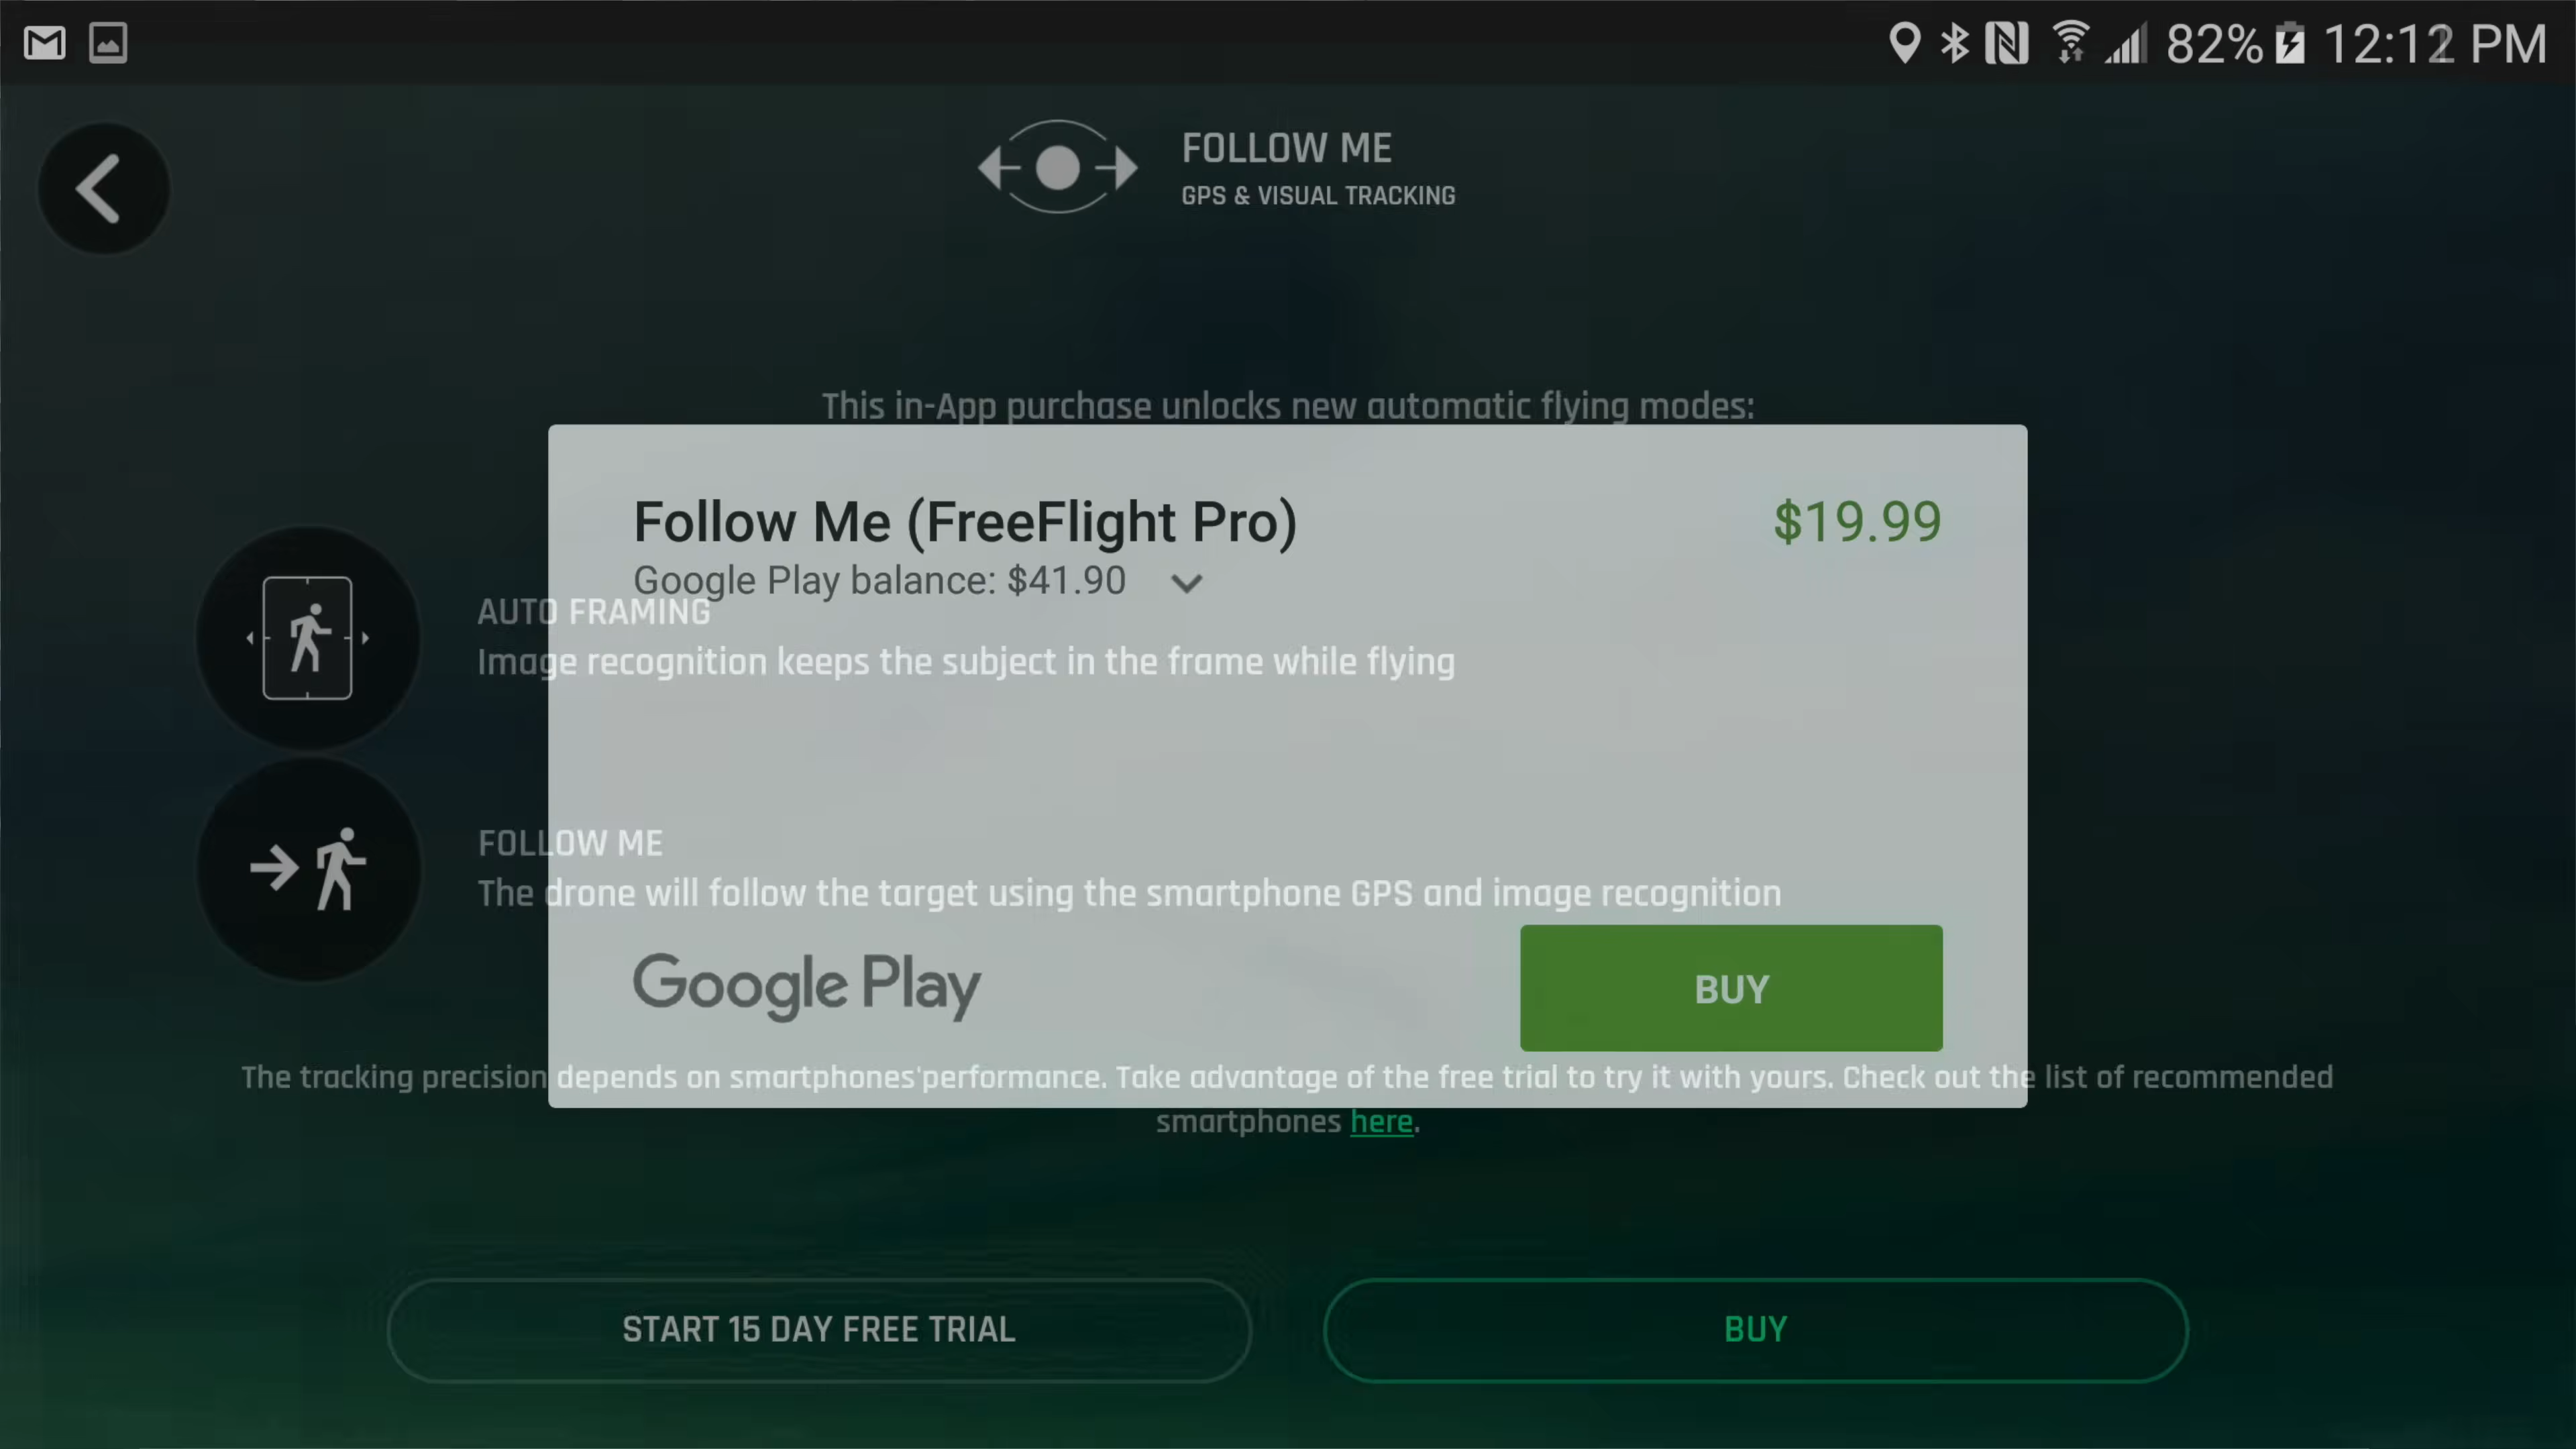 82% 12:12 PM
FOLLOW ME
GPS & VISUAL TRACKING
This in-App purchase unlocks new automatic flying modes:
Follow Me (FreeFlight Pro) $19.99
Google Play balance: $41.90
AUTO FRAMING
Image recognition keeps the subject in the frame while flying
FOLLOW ME
The drone will follow the target using the smartphone GPS and image recognition
Google Play BUY
The tracking precision depends on smartphones'performance. Take advantage of the free trial to try it with yours. Check out the list of recommended
smartphones here.
START 15 DAY FREE TRIAL BUY